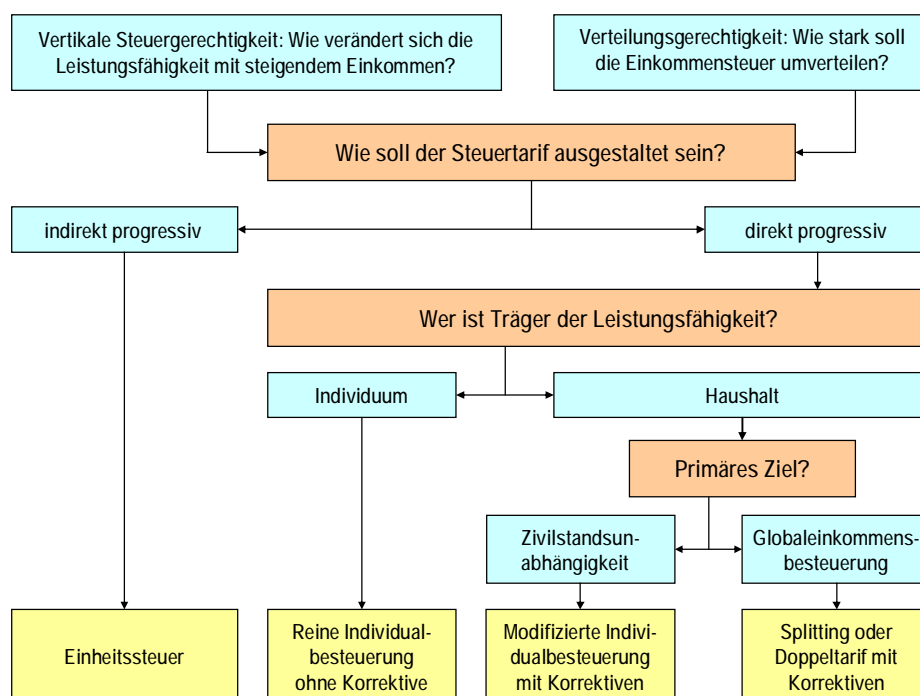 Vertikale Steuergerechtigkeit: Wie verändert sich die
Leistungsfähigkeit mit steigendem Einkommen?
Verteilungsgerechtigkeit: Wie stark soll
die Einkommensteuer umverteilen?
Wie soll der Steuertarif ausgestaltet sein?
indirekt progressiv
direkt progressiv
Wer ist Träger der Leistungsfähigkeit?
Individuum
Haushalt
Primäres Ziel?
Zivilstandsun-
abhängigkeit
Globaleinkommens-
besteuerung
Einheitssteuer
Reine Individual-
besteuerung
ohne Korrektive
Modifizierte Indivi-
dualbesteuerung
mit Korrektiven
Splitting oder
Doppeltarif mit
Korrektiven